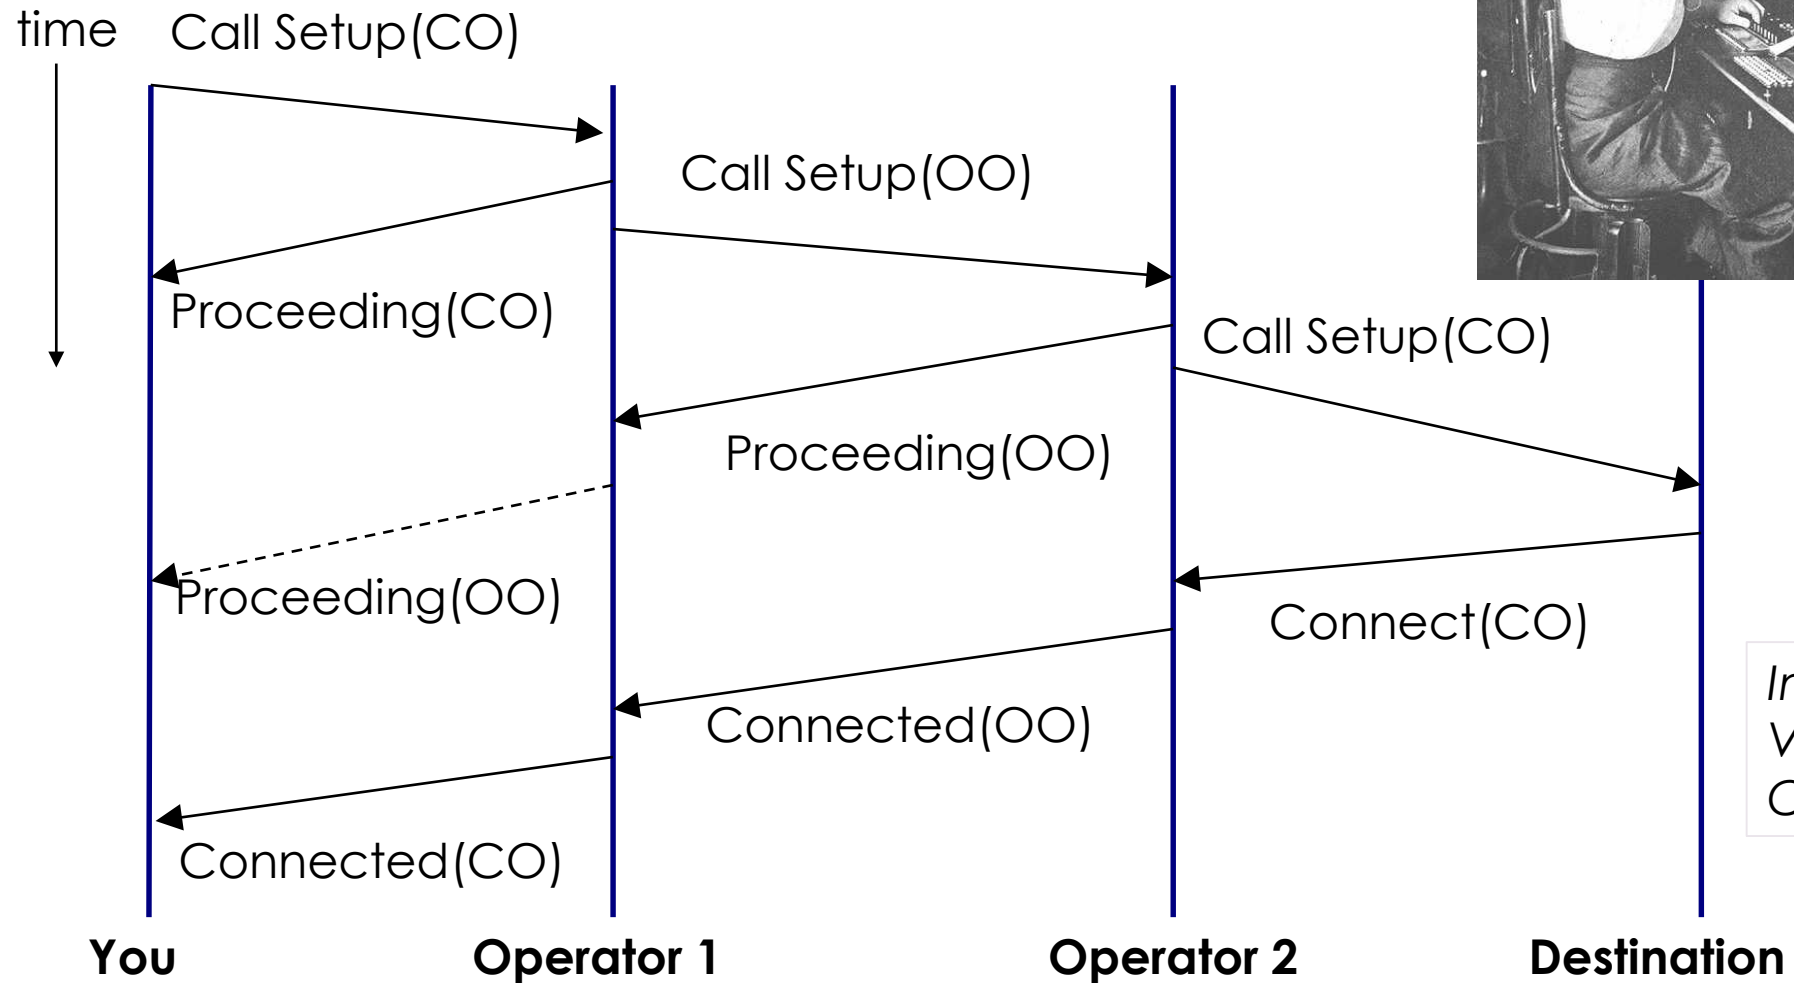 time
Call Setup(CO)
Call Setup(OO)
Proceeding(CO)
Call Setup(CO)
Proceeding(OO)
Proceeding(OO)
Connect(CO)
Connected(OO)
Connected(CO)
You
Operator 1
Operator 2
Destination